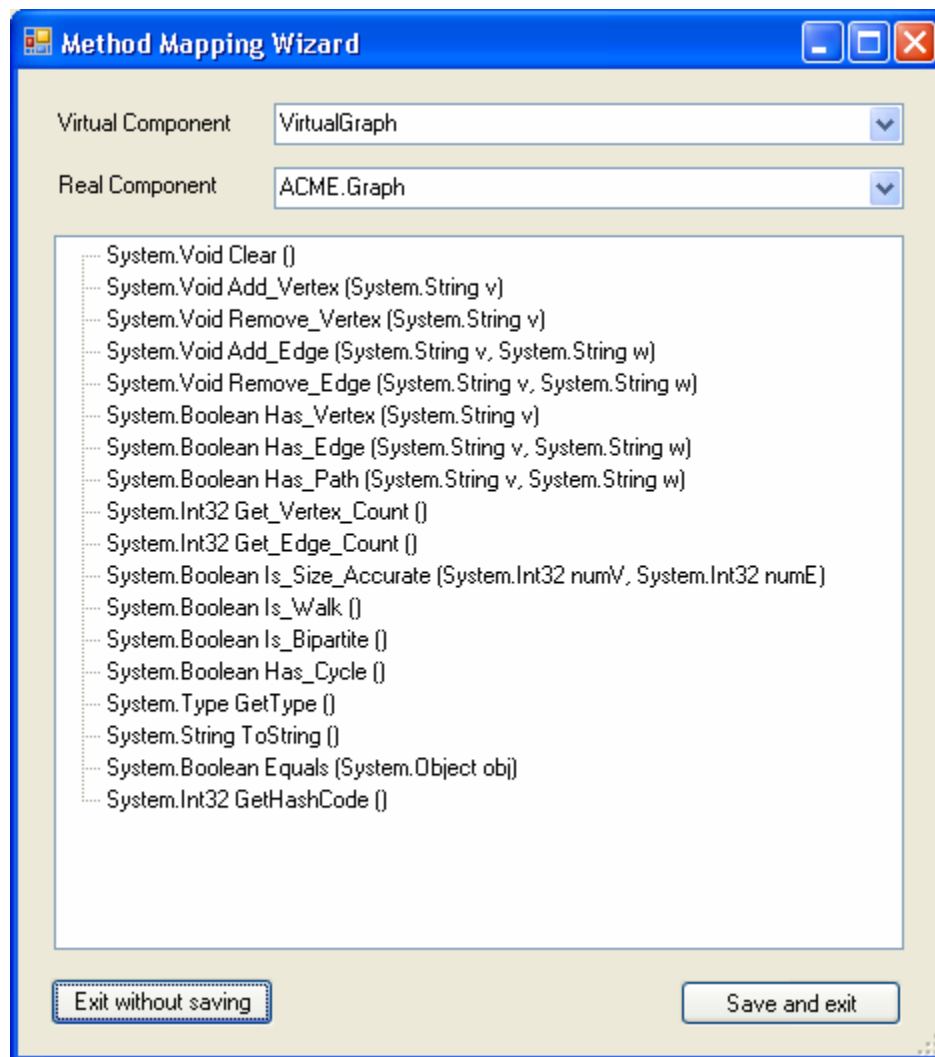 Method Mapping Wizard
Virtual Component VirtualGraph
Real Component ACME.Graph
System.Void Clear ()
System.Void Add_Vertex (System.String v)
System.Void Remove_Vertex (System.String v)
System.Void Add_Edge (System.String v, System.String w)
System.Void Remove_Edge (System.String v, System.String w)
System.Boolean Has_Vertex (System.String v)
System.Boolean Has_Edge (System.String v, System.String w)
System.Boolean Has_Path (System.String v, System.String w)
System.Int32 Get_Vertex_Count ()
System.Int32 Get_Edge_Count ()
System.Boolean Is_Size_Accurate (System.Int32 numV, System.Int32 numE)
System.Boolean Is_Walk ()
System.Boolean Is_Bipartite ()
System.Boolean Has_Cycle ()
System.Type GetType ()
System.String ToString ()
System.Boolean Equals (System.Object obj)
System.Int32 GetHashCode ()
Exit without saving Save and exit